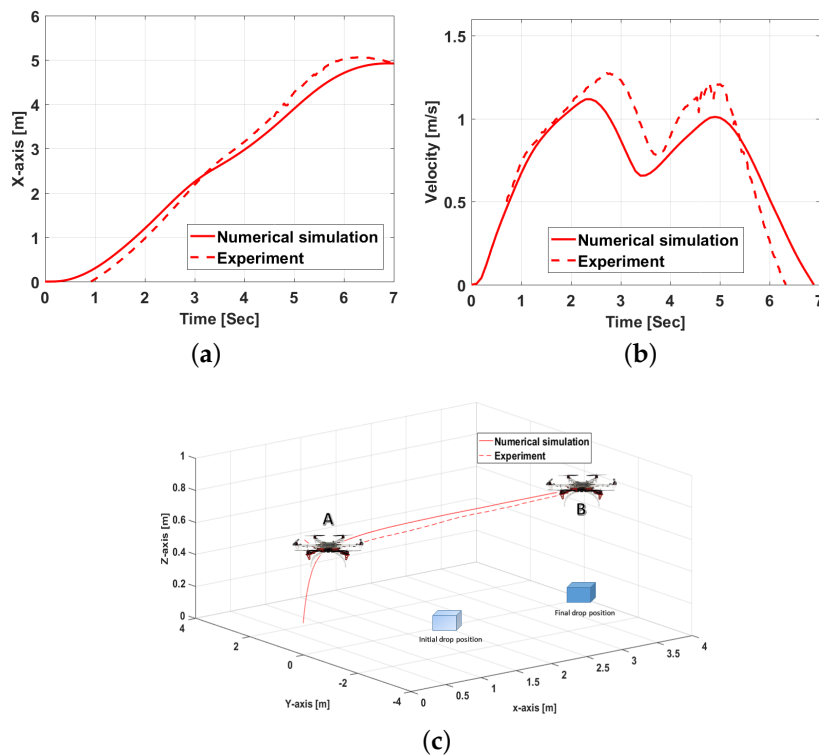 6
5
4
3
2
1
0
X-axis [m]
Numerical simulation
Experiment
0 1 2 3 4 5 6 7
Time [Sec]
(a)
1.5
1
0.5
0
Velocity [m/s]
Numerical simulation
Experiment
0 1 2 3 4 5 6 7
Time [Sec]
(b)
Numerical simulation
Experiment
1
0.8
0.6
0.4
0.2
0
Z-axis [m]
A
B
Initial drop position
Final drop position
4
2
0
-2
-4
Y-axis [m]
0 0.5 1 1.5 2 2.5 3 3.5 4
x-axis [m]
(c)